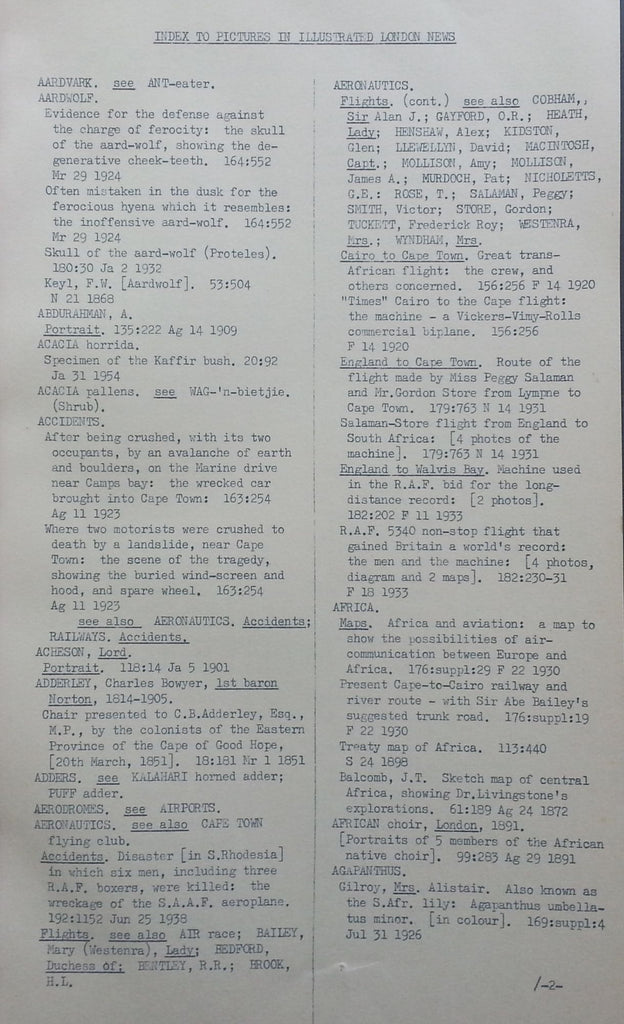 INDEX TO PICTURES IN ILLUSTRATED LONDON NEWS
AARDVARK. see ANT-eater.
AARDWOLF.
Evidence for the defense against
the charge of ferocity: the skull
of the aard-wolf, showing the de-
generative cheek-teeth. 164:552
Mr 29 1924
Often mistaken in the dusk for the
ferocious hyena which it resembles:
the inoffensive aard-wolf. 164:552
Mr 29 1924
Skull of the aard-wolf (Proteles).
180:30 Ja 2 1932
Keyl, F.W. [Aardwolf]. 53:504
N 21 1868
ABDURAHMAN, A.
Portrait. 135:222 Ag 14 1909
ACACIA horrida.
Specimen of the Kaffir bush. 20:92
Ja 31 1954
ACACIA pallens. see WAG-'n-bietjie.
(Shrub).
ACCIDENTS.
After being crushed, with its two
occupants, by an avalanche of earth
and boulders, on the Marine drive
near Camps bay: the wrecked car
brought into Cape Town: 163:254
Ag 11 1923
Where two motorists were crushed to
death by a landslide, near Cape
Town: the scene of the tragedy,
showing the buried wind-screen and
hood, and spare wheel. 163:254
Ag 11 1923
see also AERONAUTICS. Accidents;
RAILWAYS. Accidents.
ACHESON, Lord.
Portrait. 118:14 Ja 5 1901
ADDERLEY, Charles Bowyer, 1st baron
Norton, 1814-1905.
Chair presented to C.B.Adderley, Esq.,
M.P., by the colonists of the Eastern
Province of the Cape of Good Hope,
[20th March, 1851]. 18:181 Mr 1 1851
ADDERS. see KALAHARI horned adder;
PUFF adder.
AERODROMES. see AIRPORTS.
AERONAUTICS. see also CAPE TOWN
flying club.
Accidents. Disaster [in S.Rhodesia]
in which six men, including three
R.A.F. boxers, were killed: the
wreckage of the S.A.A.F. aeroplane.
192:1152 Jun 25 1938
Flights. see also AIR race; BAILEY,
Mary (Westenra), Lady; BEDFORD,
Duchess of; BENTLEY, R.R.; BROOK,
H.L.
AERONAUTICS.
Flights. (cont.) see also COBHAM,,
Sir Alan J.; GAYFORD, O.R.; HEATH,
Lady; HENSHAW, Alex; KIDSTON,
Glen; LLEWELLYN, David; MACINTOSH,
Capt.; MOLLISON, Amy; MOLLISON,
James A.; MURDOCH, Pat; NICHOLETTS,
G.E.: ROSE, T.; SALAMAN, Peggy;
SMITH, Victor; STORE, Gordon;
TUCKETT, Frederick Roy; WESTENRA,
Mrs.; WYNDHAM, Mrs.
Cairo to Cape Town. Great trans-
African flight: the crew, and
others concerned. 156:256 F 14 1920
"Times" Cairo to the Cape flight:
the machine - a Vickers-Vimy-Rolls
commercial biplane. 156:256
F 14 1920
England to Cape Town. Route of the
flight made by Miss Peggy Salaman
and Mr.Gordon Store from Lympne to
Cape Town. 179:763 N 14 1931
Salaman-Store flight from England to
South Africa: [4 photos of the
machine]. 179:763 N 14 1931
England to Walvis Bay. Machine used
in the R.A.F. bid for the long-
distance record: [2 photos].
182:202 F 11 1933
R.A.F. 5340 non-stop flight that
gained Britain a world's record:
the men and the machine: [4 photos,
diagram and 2 maps]. 182:230-31
F 18 1933
AFRICA.
Maps. Africa and aviation: a map to
show the possibilities of air-
communication between Europe and
Africa. 176:suppl:29 F 22 1930
Present Cape-to-Cairo railway and
river route - with Sir Abe Bailey's
suggested trunk road. 176:suppl:19
F 22 1930
Treaty map of Africa. 113:440
S 24 1898
Balcomb, J.T. Sketch map of central
Africa, showing Dr.Livingstone's
explorations. 61:189 Ag 24 1872
AFRICAN choir, London, 1891.
[Portraits of 5 members of the African
native choir]. 99:283 Ag 29 1891
AGAPANTHUS.
Gilroy, Mrs. Alistair. Also known as
the S.Afr. lily: Agapanthus umbella-
tus minor. [in colour]. 169:suppl:4
Jul 31 1926
/-2-